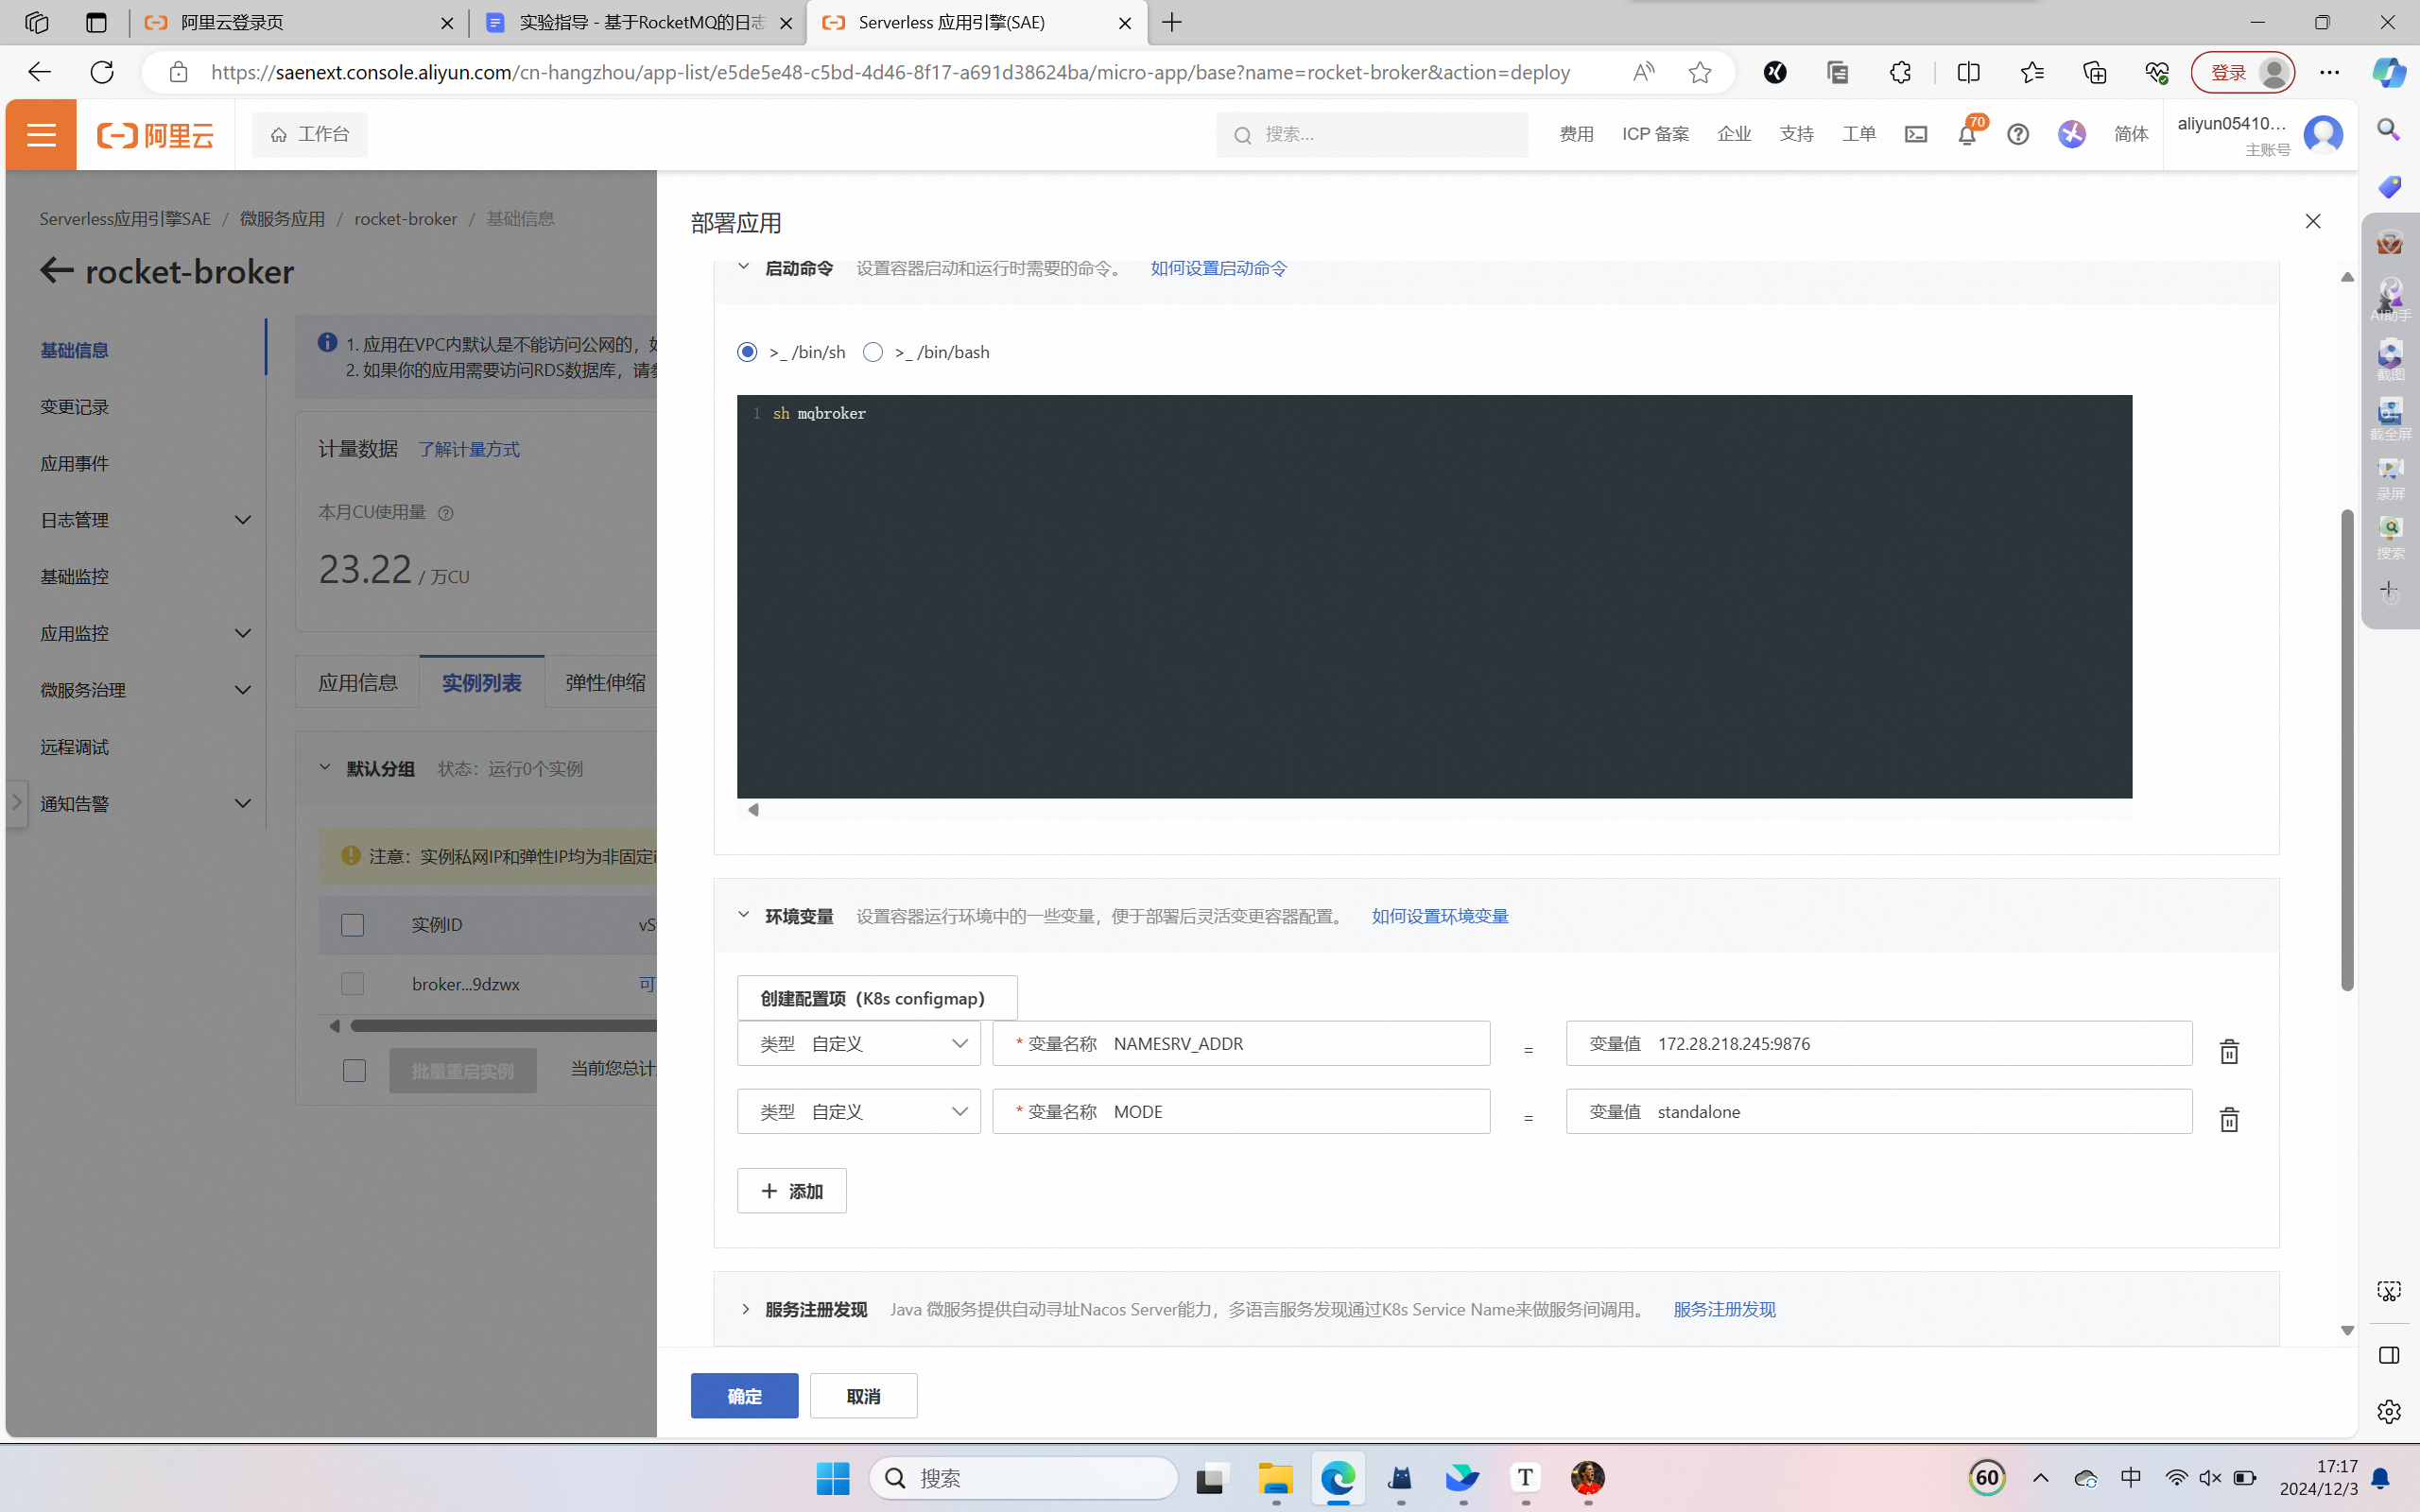 阿里云登录页
实验指导 - 基于RocketMQ的日志
Serverless 应用引擎(SAE)
https://saenext.console.aliyun.com/cn-hangzhou/app-list/e5de5e48-c5bd-4d46-8f17-a691d38624ba/micro-app/base?name=rocket-broker&action=deploy
登录
阿里云
工作台
搜索...
费用
ICP 备案
企业
支持
工单
70
简体
aliyun05410...
主账号
Serverless应用引擎SAE / 微服务应用 / rocket-broker / 基础信息
rocket-broker
基础信息
变更记录
应用事件
日志管理
基础监控
应用监控
微服务治理
远程调试
通知告警
1. 应用在VPC内默认是不能访问公网的，如
2. 如果你的应用需要访问RDS数据库，请参
计量数据 了解计量方式
本月CU使用量
23.22 / 万CU
应用信息 实例列表 弹性伸缩
默认分组 状态：运行0个实例
注意：实例私网IP和弹性IP均为非固定i
实例ID vS
broker...9dzwx 可
批量重启实例 当前您总计
部署应用
启动命令 设置容器启动和运行时需要的命令。 如何设置启动命令
>_ /bin/sh >_ /bin/bash
1 sh mqbroker
环境变量 设置容器运行环境中的一些变量，便于部署后灵活变更容器配置。 如何设置环境变量
创建配置项（K8s configmap）
类型 自定义 * 变量名称 NAMESRV_ADDR = 变量值 172.28.218.245:9876
类型 自定义 * 变量名称 MODE = 变量值 standalone
添加
服务注册发现 Java 微服务提供自动寻址Nacos Server能力，多语言服务发现通过K8s Service Name来做服务间调用。 服务注册发现
确定 取消
AI助手
截图
截全屏
录屏
搜索
搜索
60
中
17:17
2024/12/3